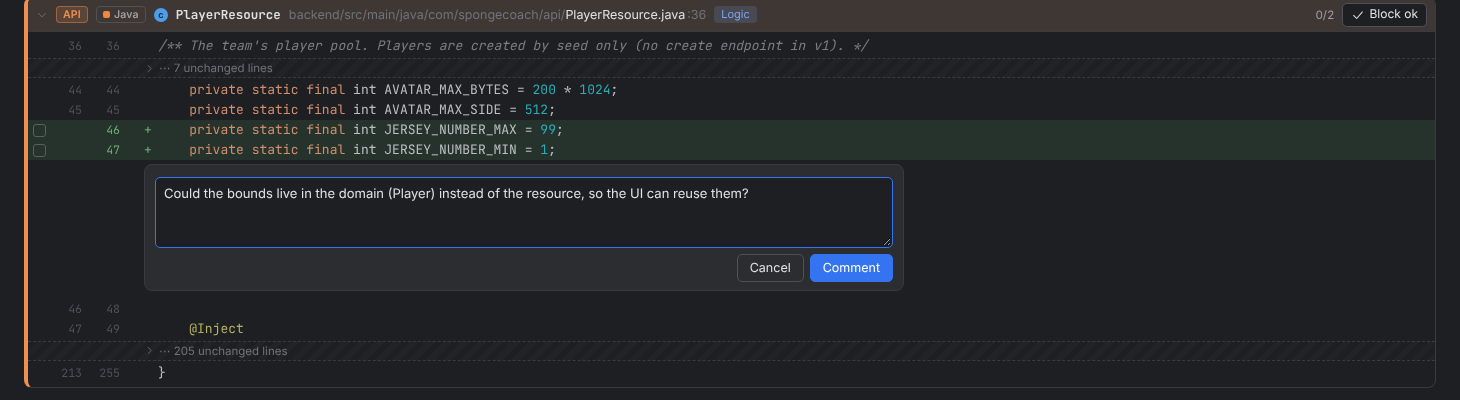 API Java C PlayerResource backend/src/main/java/com/spongecoach/api/PlayerResource.java:36 Logic 0/2 Block ok
36 36 /** The team's player pool. Players are created by seed only (no create endpoint in v1). */
> ··· 7 unchanged lines
44 44 private static final int AVATAR_MAX_BYTES = 200 * 1024;
45 45 private static final int AVATAR_MAX_SIDE = 512;
46 + private static final int JERSEY_NUMBER_MAX = 99;
47 + private static final int JERSEY_NUMBER_MIN = 1;
Could the bounds live in the domain (Player) instead of the resource, so the UI can reuse them?
Cancel Comment
46 48
47 49 @Inject
> ··· 205 unchanged lines
213 255 }